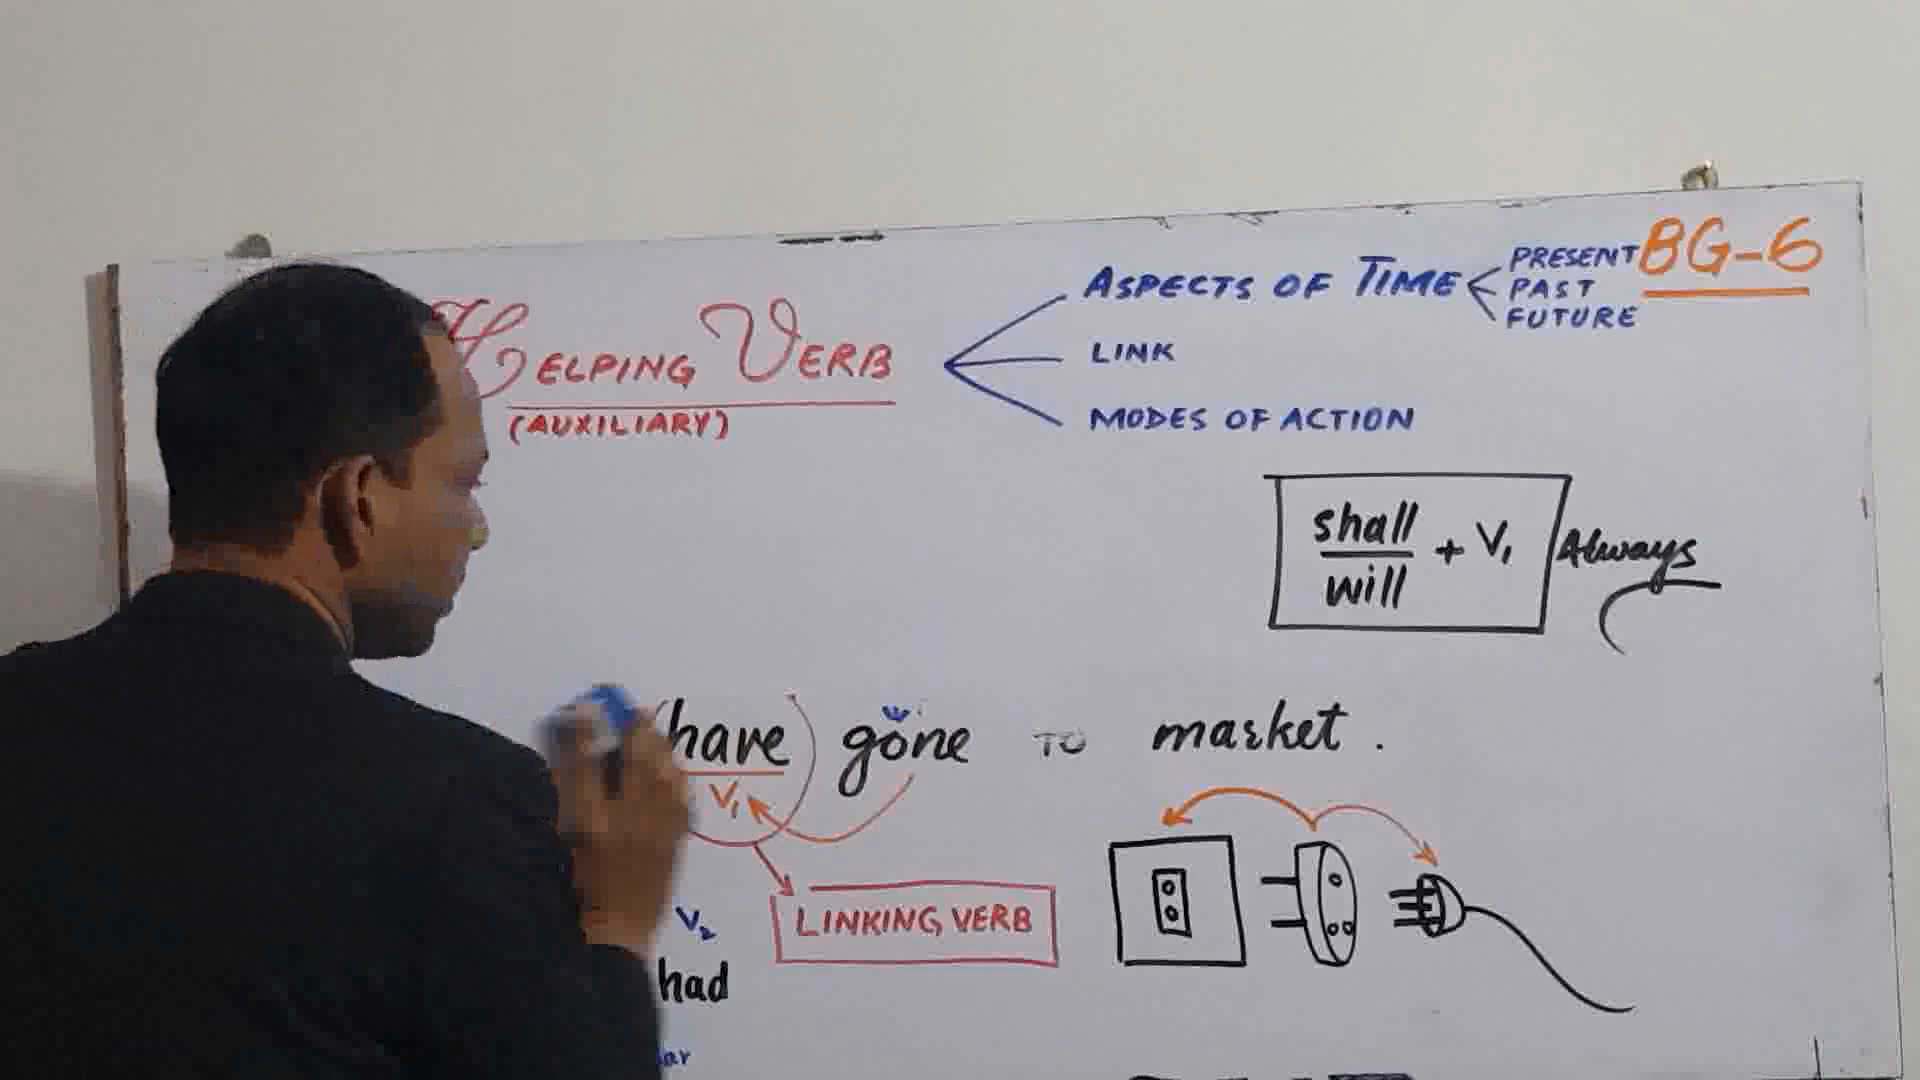 BG-6
HELPING VERB
(AUXILIARY)
ASPECTS OF TIME
PRESENT
PAST
FUTURE
LINK
MODES OF ACTION
shall
will
+ V₁
Always
have gone TO market.
V₁
V₂
LINKING VERB
had